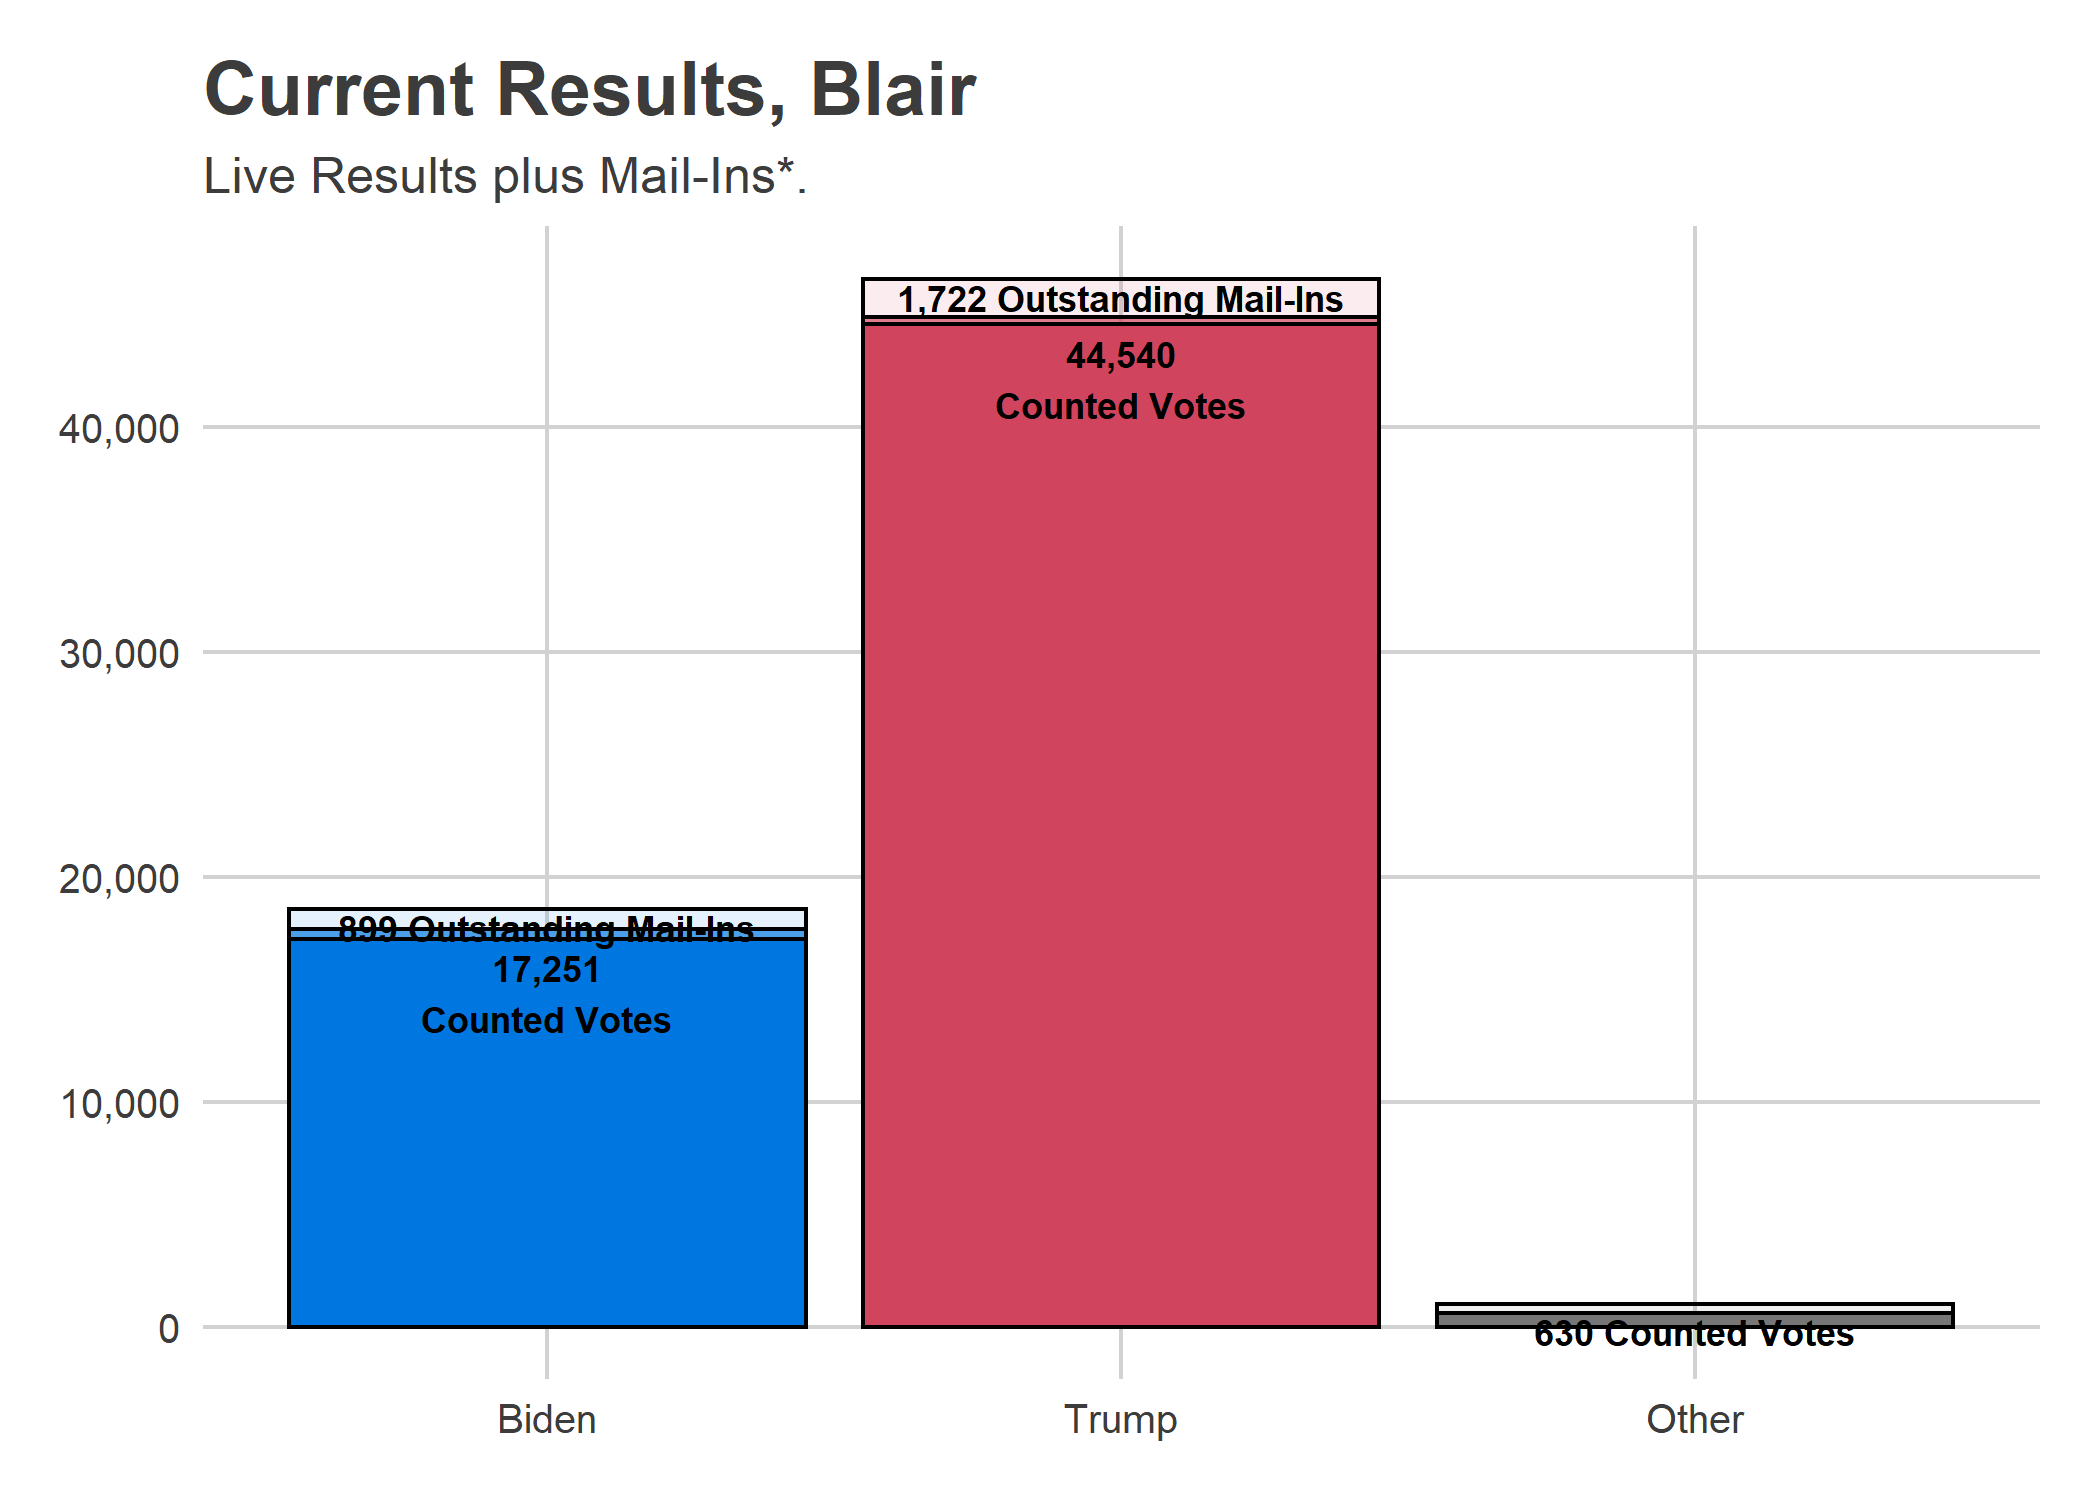 Current Results, Blair
Live Results plus Mail-Ins*.
1,722 Outstanding Mail-Ins
44,540
Counted Votes
40,000
30,000
20,000
899 Outstanding Mail-Ins
17,251
Counted Votes
10,000
0
630 Counted Votes
Biden
Trump
Other